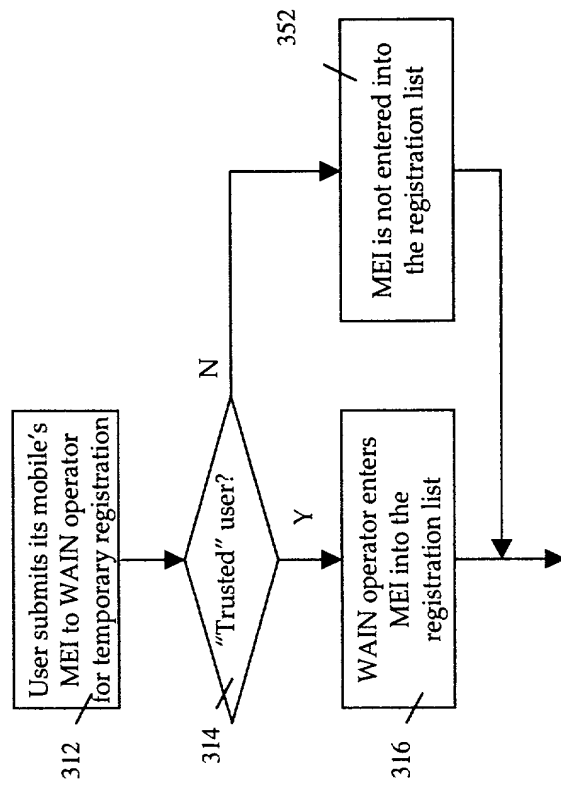 User submits its mobile's
MEI to WAIN operator
for temporary registration
312
"Trusted" user?
314
N
Y
WAIN operator enters
MEI into the
registration list
316
MEI is not entered into
the registration list
352